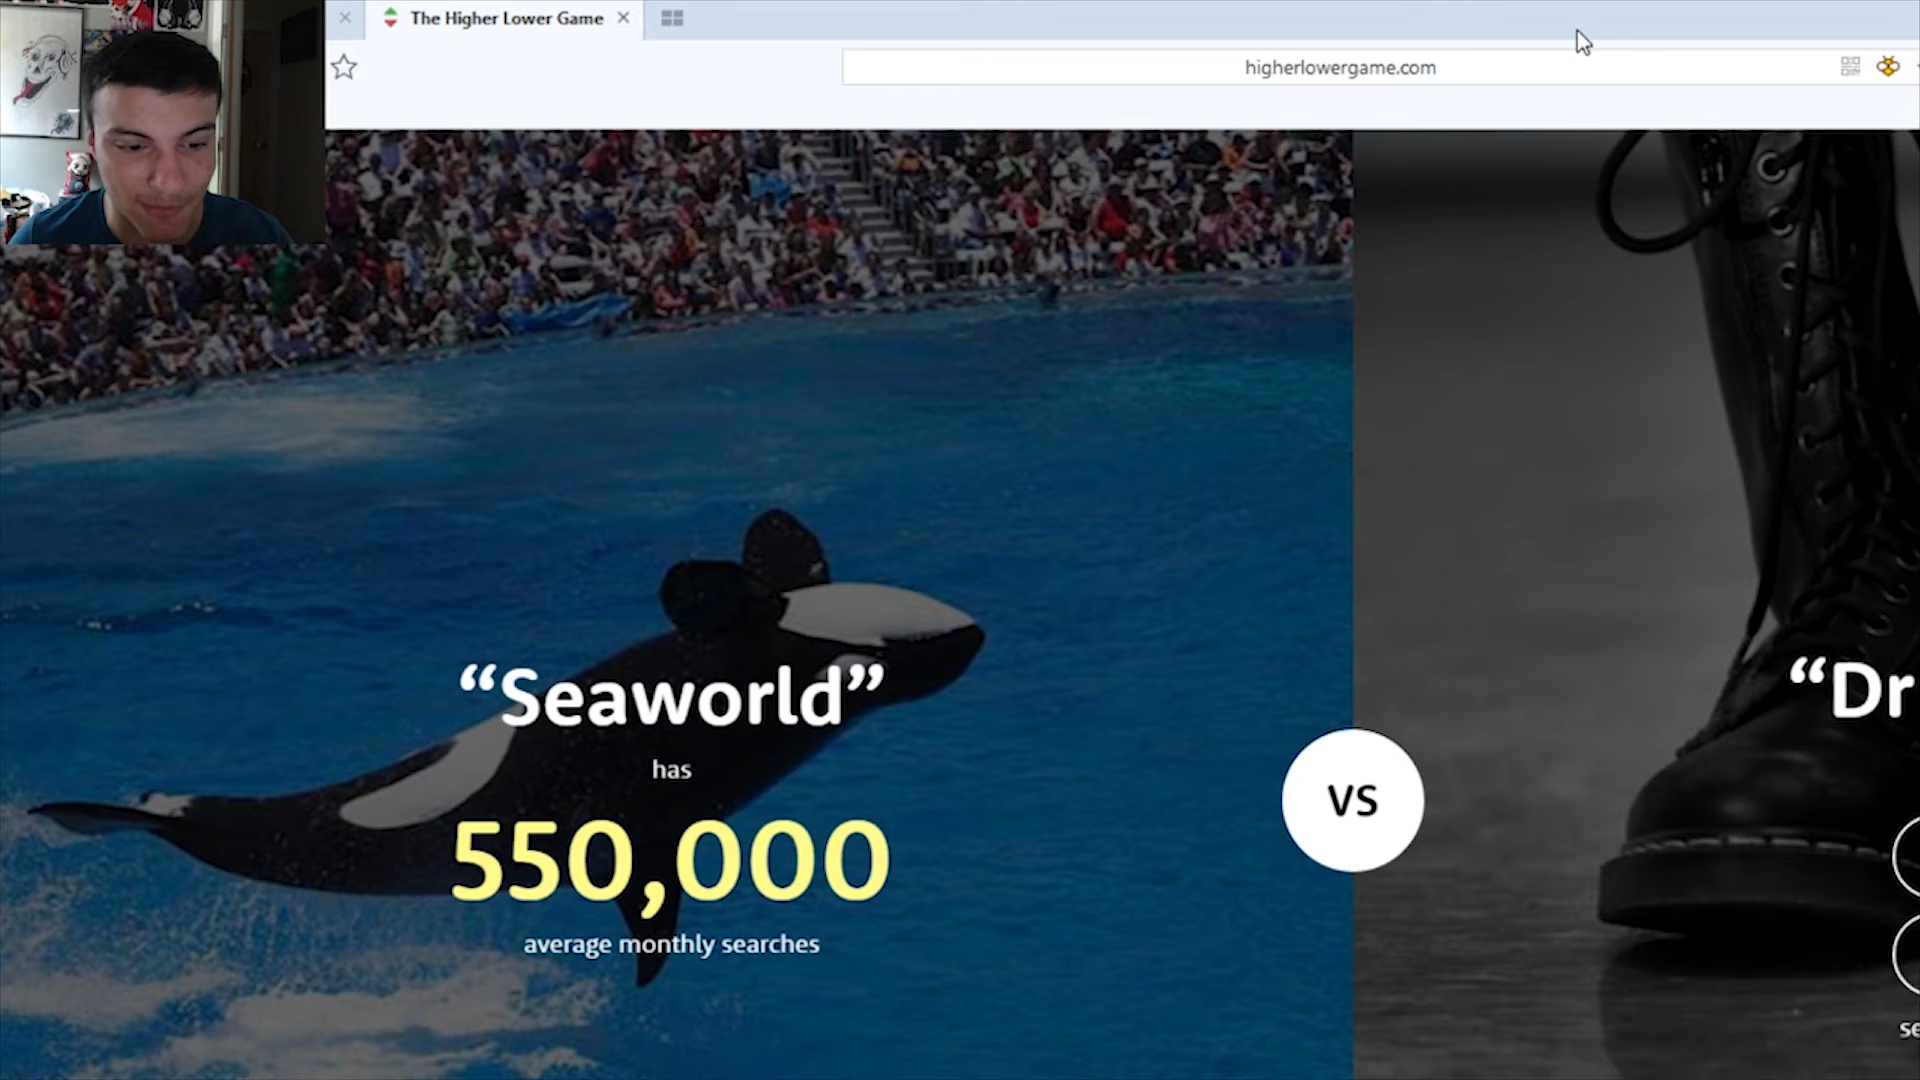 The Higher Lower Game
higherlowergame.com
“Seaworld”
has
550,000
average monthly searches
VS
“Dr
se